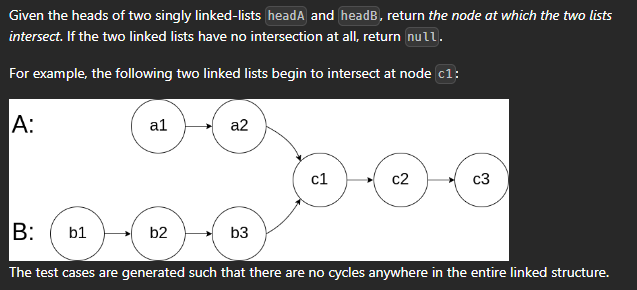 Given the heads of two singly linked-lists headA and headB, return the node at which the two lists
intersect. If the two linked lists have no intersection at all, return null.
For example, the following two linked lists begin to intersect at node c1:
A: a1 a2
c1 c2 c3
B: b1 b2 b3
The test cases are generated such that there are no cycles anywhere in the entire linked structure.